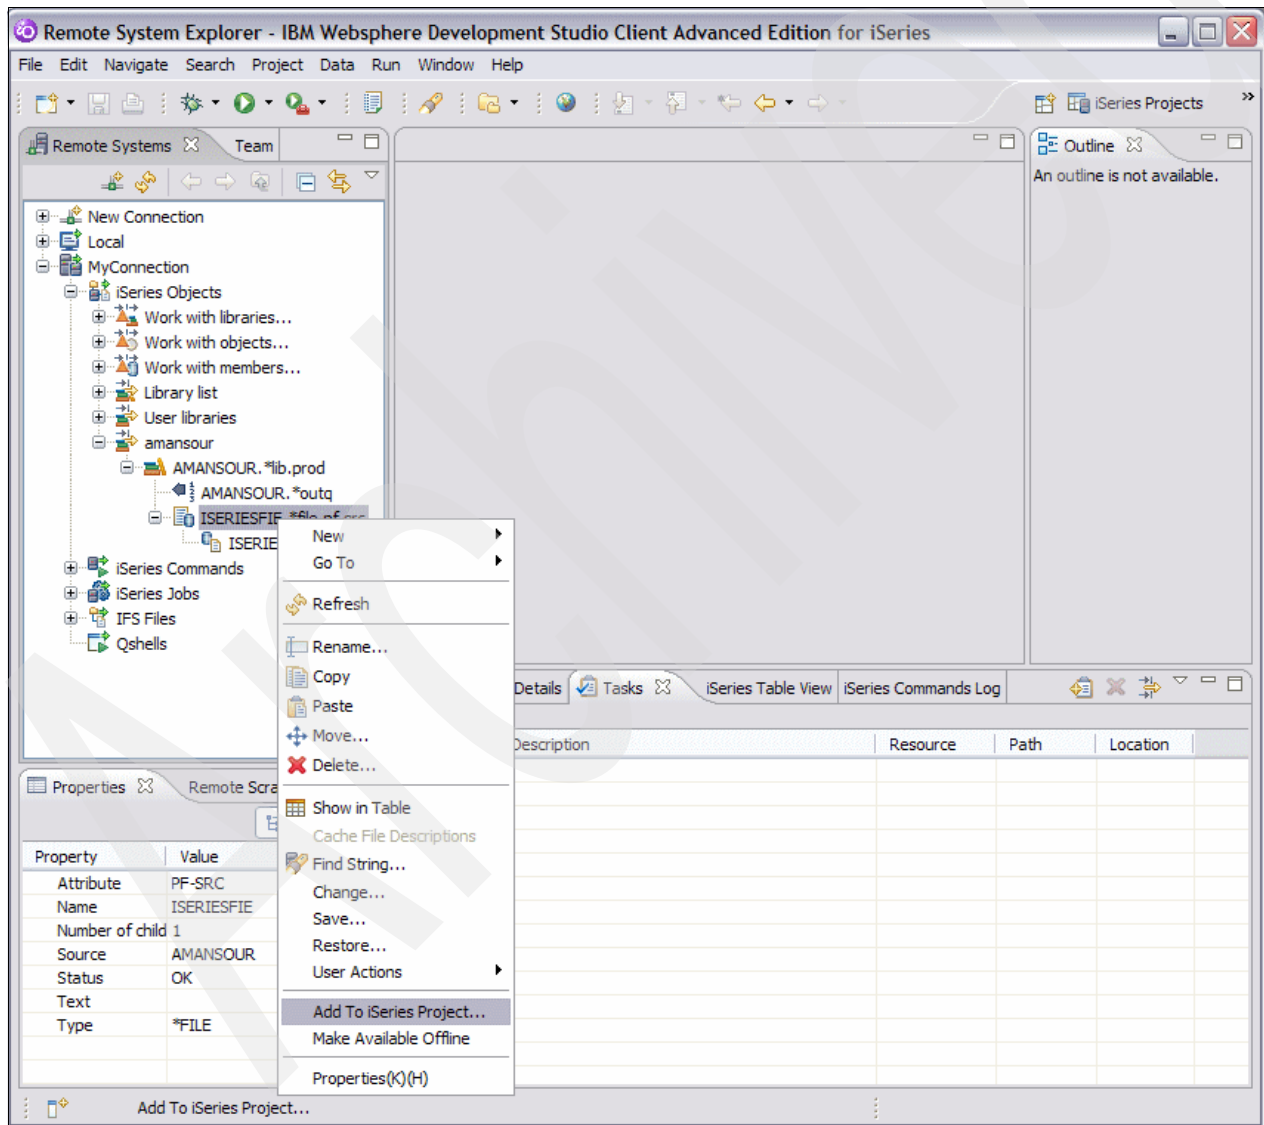 Remote System Explorer - IBM Websphere Development Studio Client Advanced Edition for iSeries
File Edit Navigate Search Project Data Run Window Help
iSeries Projects
Remote Systems Team
Outline
An outline is not available.
New Connection
Local
MyConnection
iSeries Objects
Work with libraries...
Work with objects...
Work with members...
Library list
User libraries
amansour
AMANSOUR.*lib.prod
AMANSOUR.*outq
ISERIESFIE.*file.pf-src
ISERIE
iSeries Commands
iSeries Jobs
IFS Files
Qshells
New
Go To
Refresh
Rename...
Copy
Paste
Move...
Delete...
Show in Table
Cache File Descriptions
Find String...
Change...
Save...
Restore...
User Actions
Add To iSeries Project...
Make Available Offline
Properties(K)(H)
Details Tasks iSeries Table View iSeries Commands Log
Description Resource Path Location
Properties Remote Scra
Property Value
Attribute PF-SRC
Name ISERIESFIE
Number of child 1
Source AMANSOUR
Status OK
Text
Type *FILE
Add To iSeries Project...
Archive